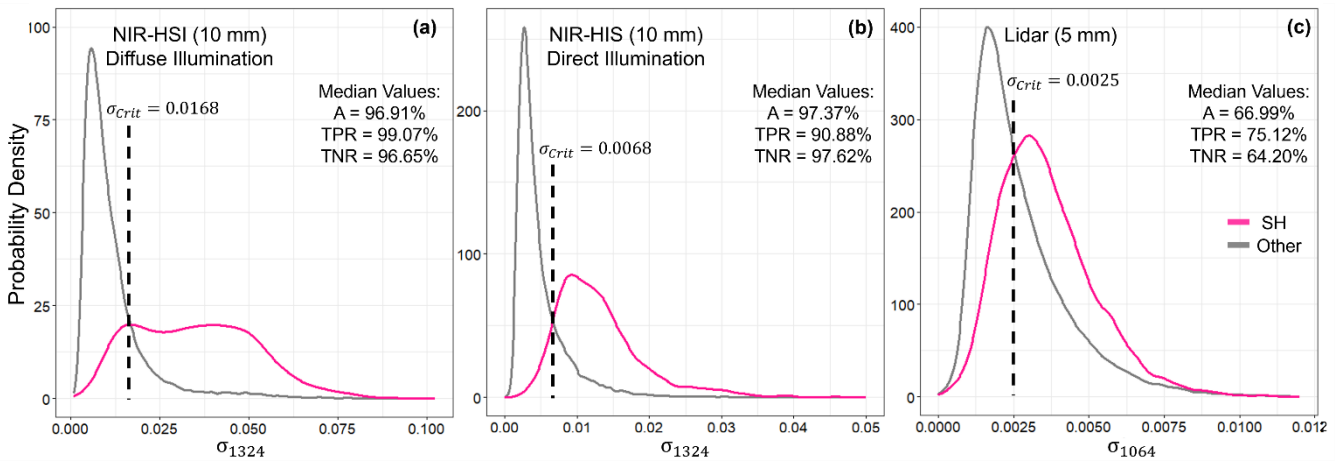 (a)
NIR-HSI (10 mm)
Diffuse Illumination
σCrit = 0.0168
Median Values:
A = 96.91%
TPR = 99.07%
TNR = 96.65%
Probability Density
100
75
50
25
0
0.000 0.025 0.050 0.075 0.100
σ1324
(b)
NIR-HIS (10 mm)
Direct Illumination
σCrit = 0.0068
Median Values:
A = 97.37%
TPR = 90.88%
TNR = 97.62%
200
100
0
0.00 0.01 0.02 0.03 0.04 0.05
σ1324
(c)
Lidar (5 mm)
σCrit = 0.0025
Median Values:
A = 66.99%
TPR = 75.12%
TNR = 64.20%
SH
Other
400
300
200
100
0
0.0000 0.0025 0.0050 0.0075 0.0100 0.012
σ1064